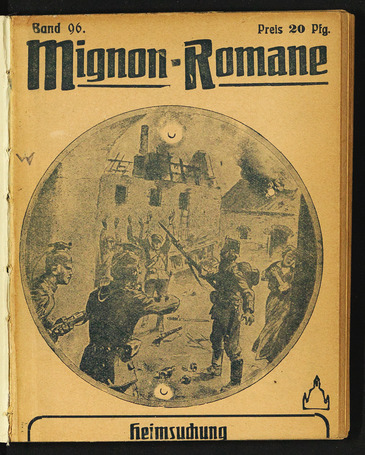 Band 96.
Preis 20 Pfg.
Mignon-Romane
W
Heimsuchung